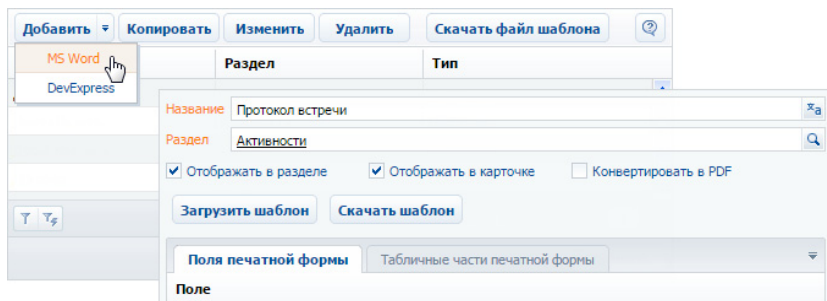 Добавить Копировать Изменить Удалить Скачать файл шаблона
MS Word Раздел Тип
DevExpress
Название Протокол встречи
Раздел Активности
Отображать в разделе Отображать в карточке Конвертировать в PDF
Загрузить шаблон Скачать шаблон
Поля печатной формы Табличные части печатной формы
Поле